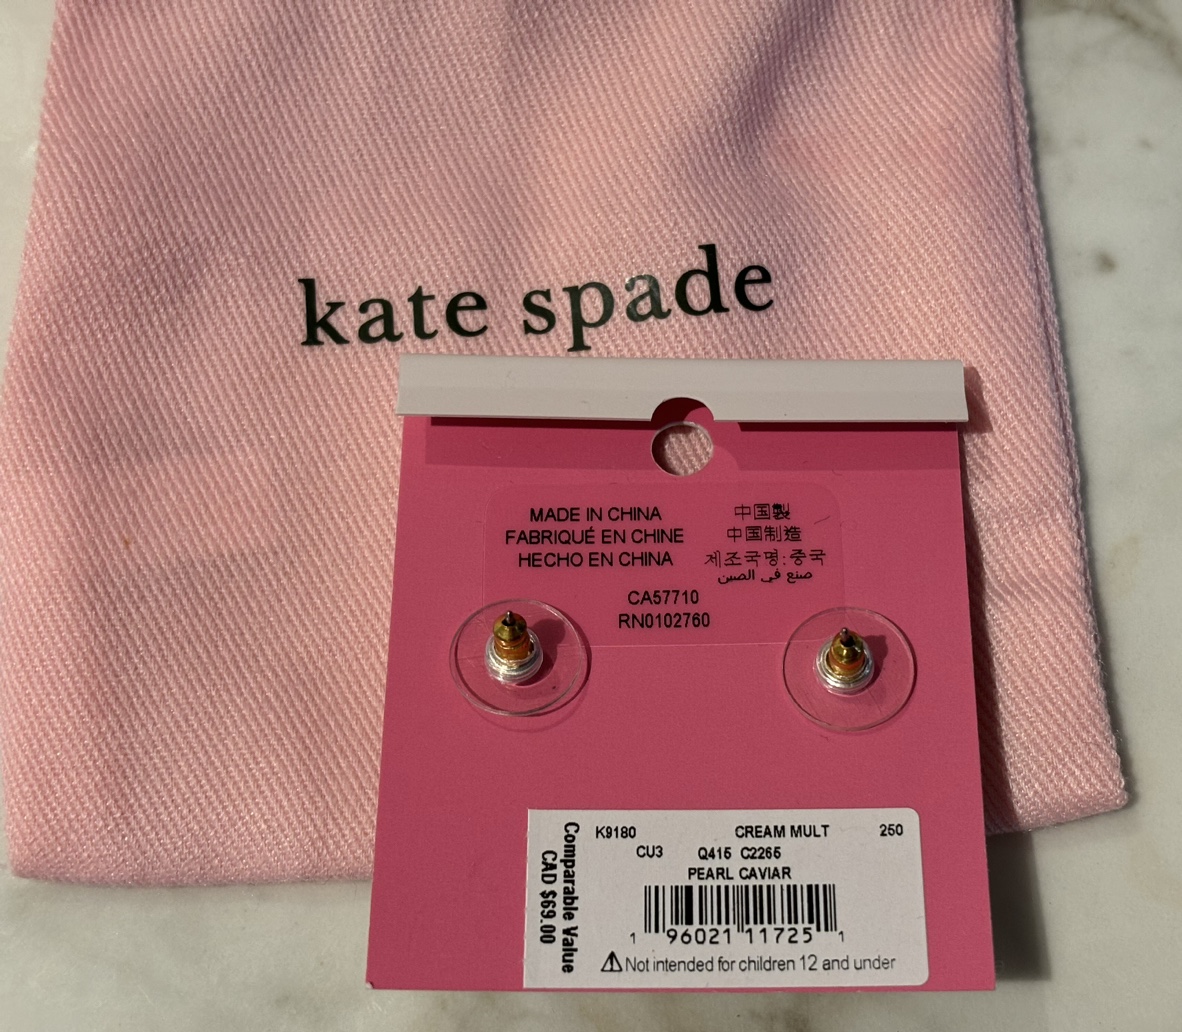 kate spade
MADE IN CHINA
FABRIQUÉ EN CHINE
HECHO EN CHINA
中国製
中国制造
제조국명:중국
صنع في الصين
CA57710
RN0102760
Comparable Value
CAD $69.00
K9180 CREAM MULT 250
CU3 Q415 C2265
PEARL CAVIAR
1 96021 11725 1
⚠Not intended for children 12 and under